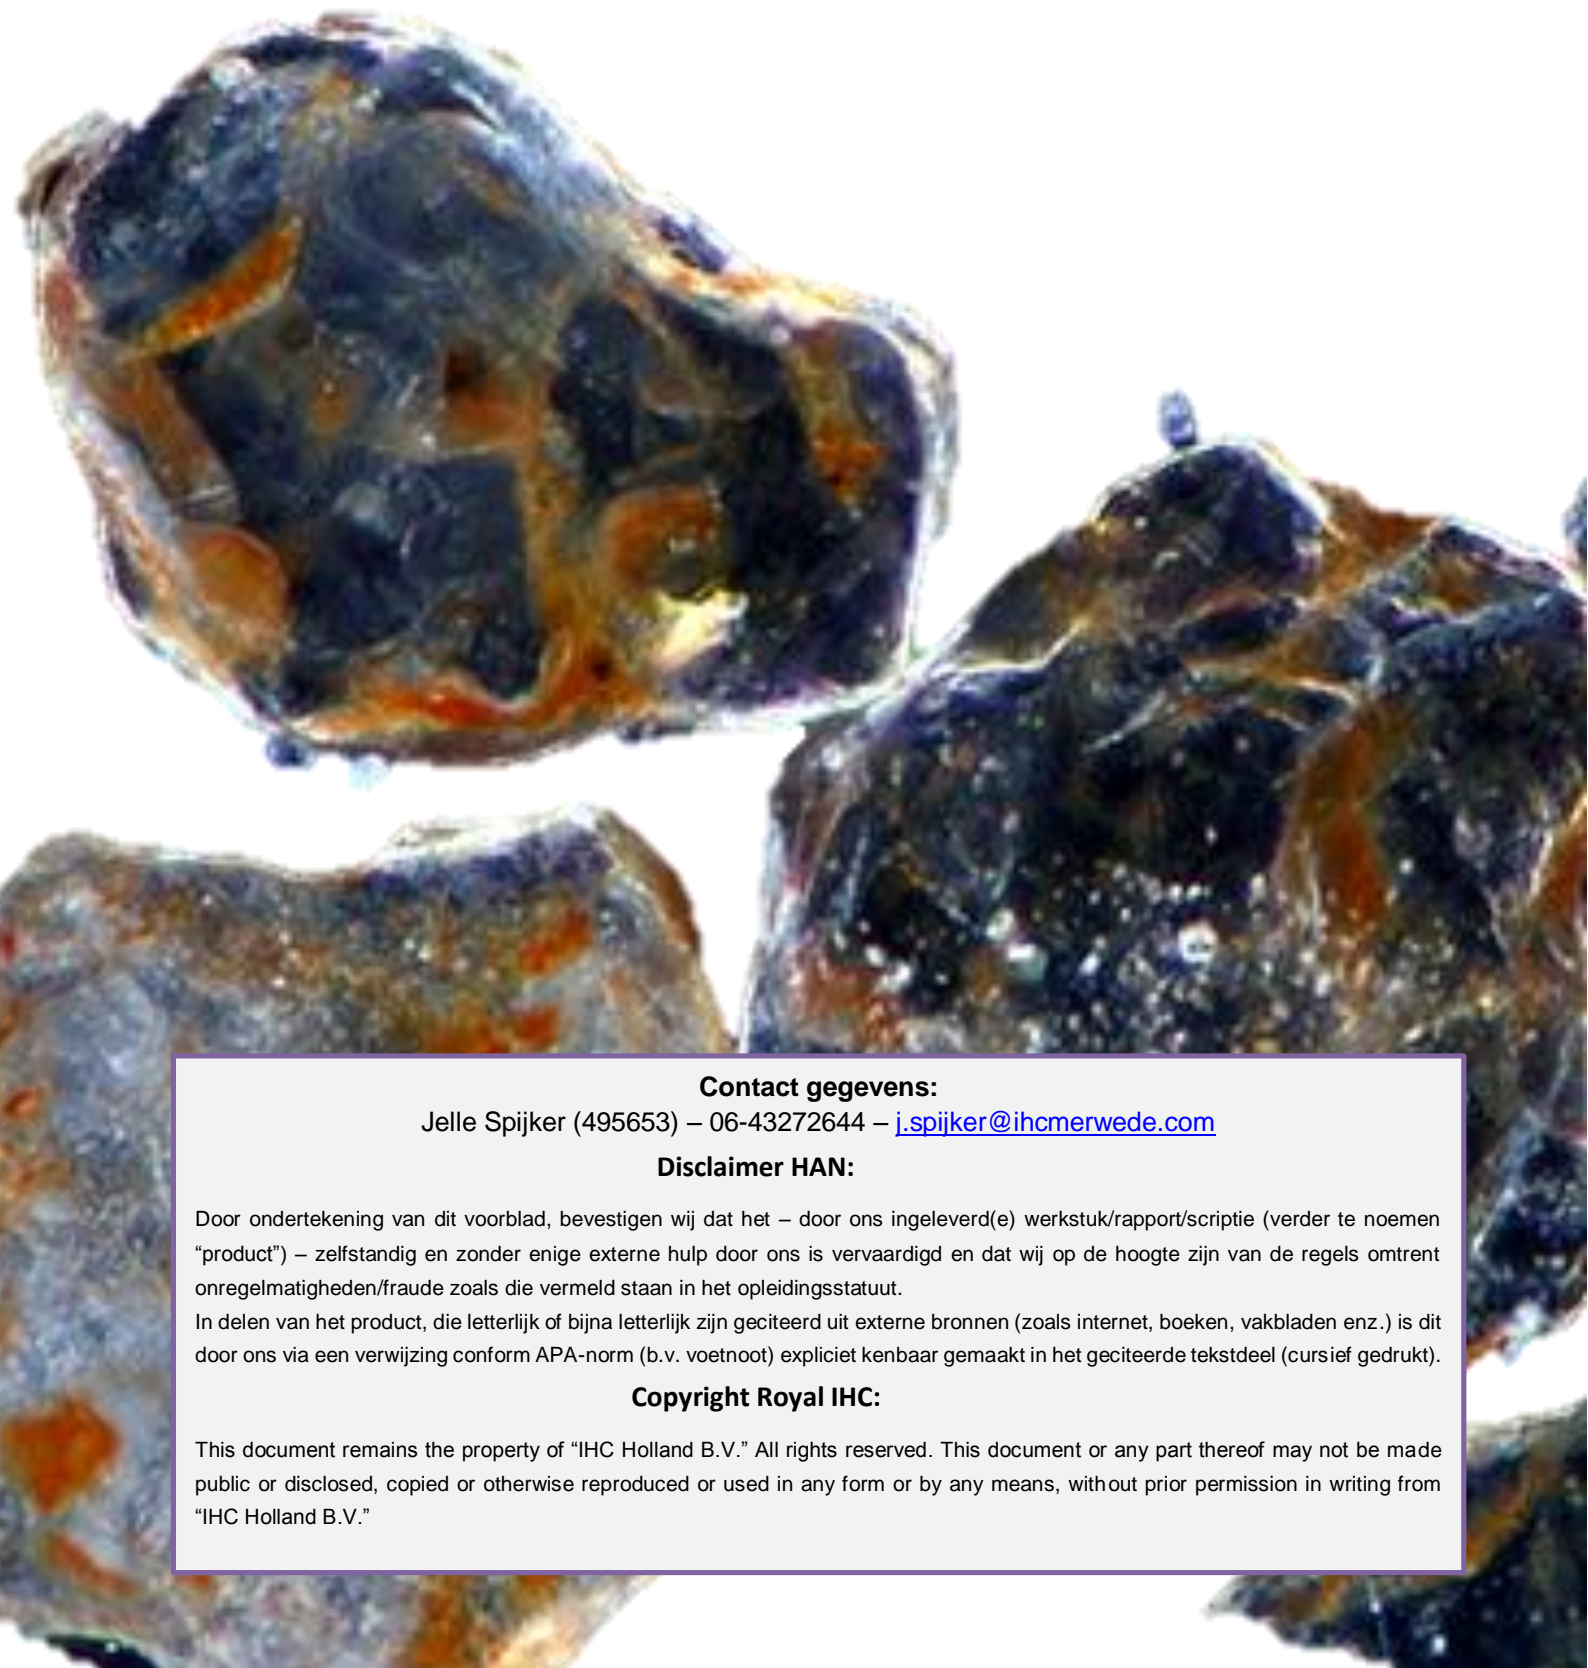 Contact gegevens:
Jelle Spijker (495653) – 06-43272644 – j.spijker@ihcmerwede.com
Disclaimer HAN:
Door ondertekening van dit voorblad, bevestigen wij dat het – door ons ingeleverd(e) werkstuk/rapport/scriptie (verder te noemen
“product”) – zelfstandig en zonder enige externe hulp door ons is vervaardigd en dat wij op de hoogte zijn van de regels omtrent
onregelmatigheden/fraude zoals die vermeld staan in het opleidingsstatuut.
In delen van het product, die letterlijk of bijna letterlijk zijn geciteerd uit externe bronnen (zoals internet, boeken, vakbladen enz.) is dit
door ons via een verwijzing conform APA-norm (b.v. voetnoot) expliciet kenbaar gemaakt in het geciteerde tekstdeel (cursief gedrukt).
Copyright Royal IHC:
This document remains the property of “IHC Holland B.V.” All rights reserved. This document or any part thereof may not be made
public or disclosed, copied or otherwise reproduced or used in any form or by any means, without prior permission in writing from
“IHC Holland B.V.”